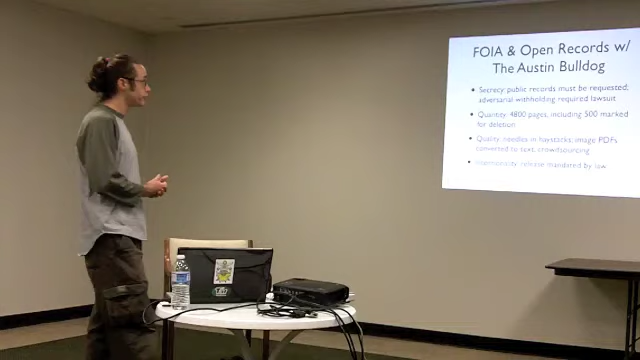 FOIA & Open Records w/
The Austin Bulldog
• Secrecy: public records must be requested,
adversarial withholding required lawsuit
• Quantity: 4800 pages, including 500 marked
for deletion
• Quality: needles in haystacks, image PDFs
converted to text, crowdsourcing
• Intentionality: release mandated by law